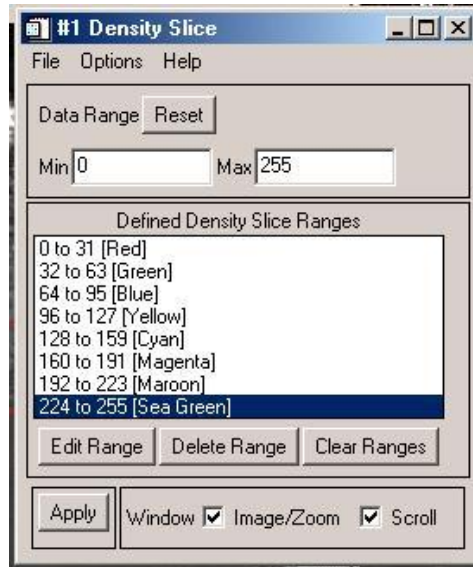 #1 Density Slice
File Options Help
Data Range Reset
Min 0 Max 255
Defined Density Slice Ranges
0 to 31 [Red]
32 to 63 [Green]
64 to 95 [Blue]
96 to 127 [Yellow]
128 to 159 [Cyan]
160 to 191 [Magenta]
192 to 223 [Maroon]
224 to 255 [Sea Green]
Edit Range Delete Range Clear Ranges
Apply Window Image/Zoom Scroll